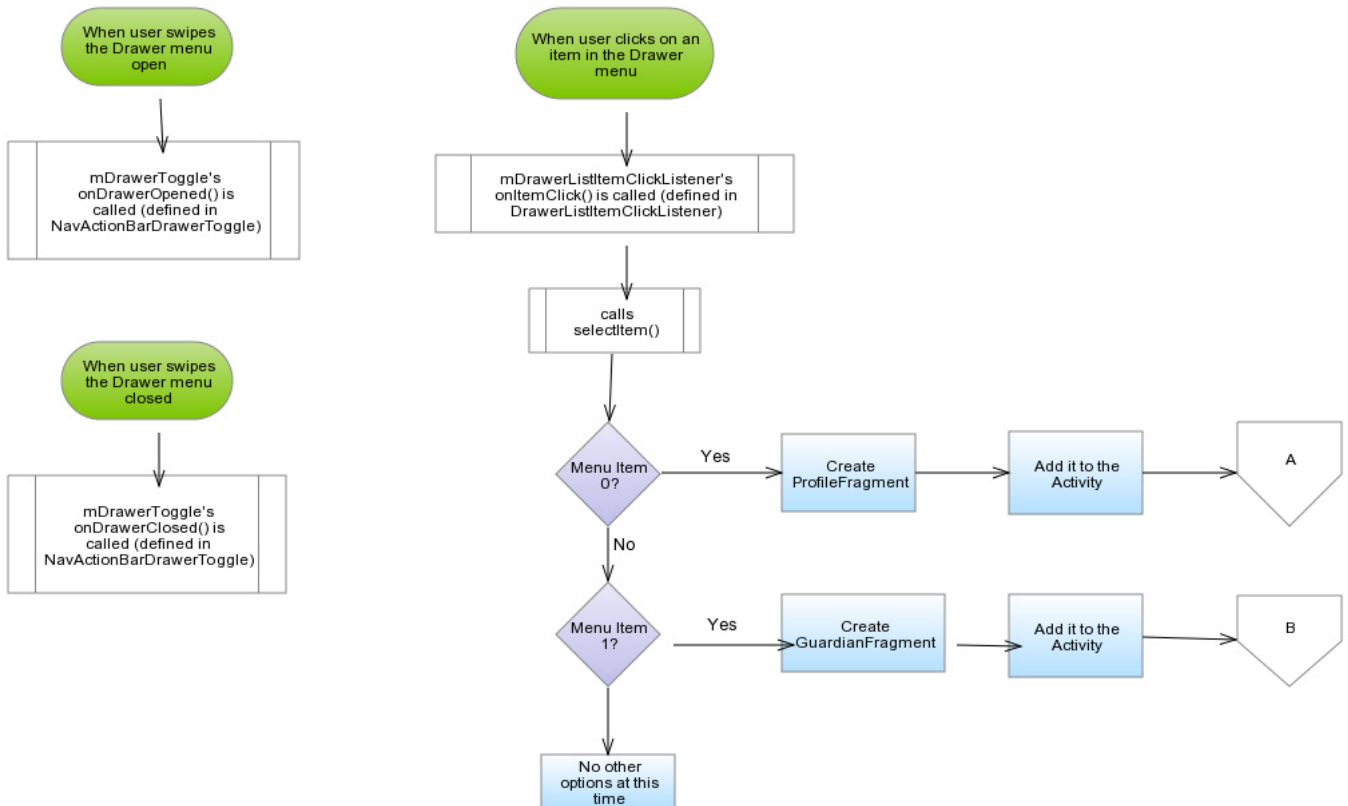 When user swipes
the Drawer menu
open
mDrawerToggle's
onDrawerOpened() is
called (defined in
NavActionBarDrawerToggle)
When user swipes
the Drawer menu
closed
mDrawerToggle's
onDrawerClosed() is
called (defined in
NavActionBarDrawerToggle)
When user clicks on an
item in the Drawer
menu
mDrawerListItemClickListener's
onItemClick() is called (defined in
DrawerListItemClickListener)
calls
selectItem()
Menu Item
0?
Yes
Create
ProfileFragment
Add it to the
Activity
A
No
Menu Item
1?
Yes
Create
GuardianFragment
Add it to the
Activity
B
No other
options at this
time